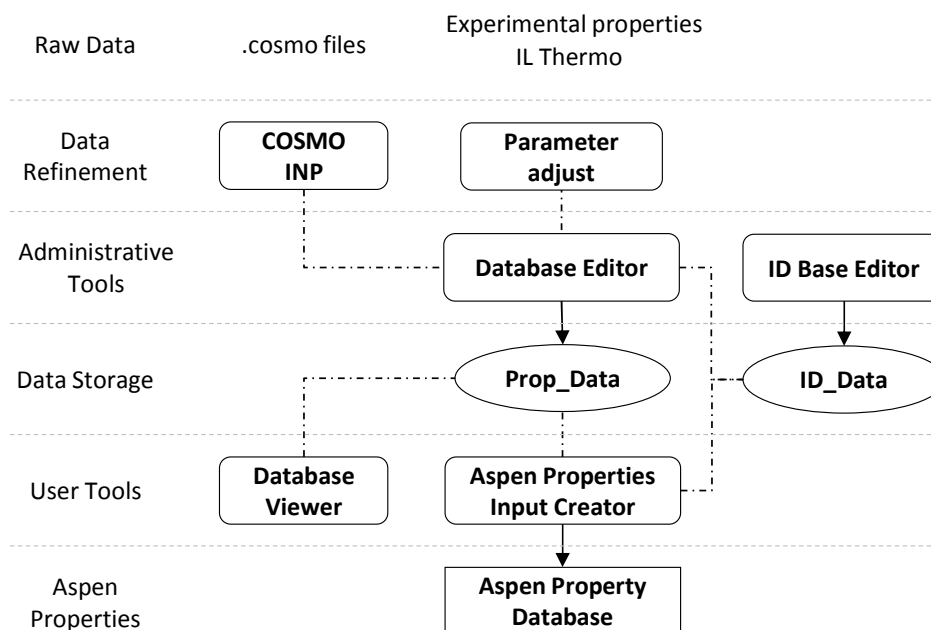 Raw Data
.cosmo files
Experimental properties
IL Thermo
Data
Refinement
COSMO
INP
Parameter
adjust
Administrative
Tools
Database Editor
ID Base Editor
Data Storage
Prop_Data
ID_Data
User Tools
Database
Viewer
Aspen Properties
Input Creator
Aspen
Properties
Aspen Property
Database